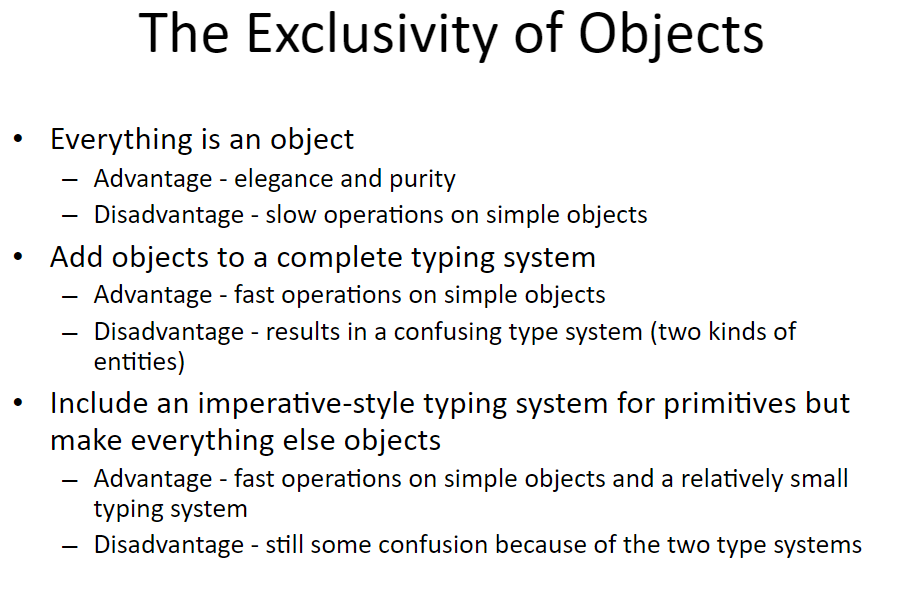 The Exclusivity of Objects
• Everything is an object
– Advantage - elegance and purity
– Disadvantage - slow operations on simple objects
• Add objects to a complete typing system
– Advantage - fast operations on simple objects
– Disadvantage - results in a confusing type system (two kinds of
entities)
• Include an imperative-style typing system for primitives but
make everything else objects
– Advantage - fast operations on simple objects and a relatively small
typing system
– Disadvantage - still some confusion because of the two type systems